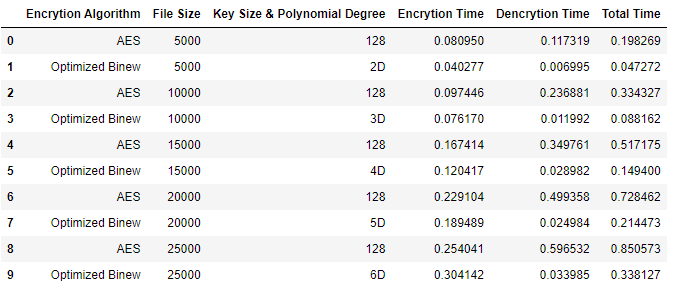 Encrytion Algorithm File Size Key Size & Polynomial Degree Encrytion Time Dencrytion Time Total Time
0 AES 5000 128 0.080950 0.117319 0.198269
1 Optimized Binew 5000 2D 0.040277 0.006995 0.047272
2 AES 10000 128 0.097446 0.236881 0.334327
3 Optimized Binew 10000 3D 0.076170 0.011992 0.088162
4 AES 15000 128 0.167414 0.349761 0.517175
5 Optimized Binew 15000 4D 0.120417 0.028982 0.149400
6 AES 20000 128 0.229104 0.499358 0.728462
7 Optimized Binew 20000 5D 0.189489 0.024984 0.214473
8 AES 25000 128 0.254041 0.596532 0.850573
9 Optimized Binew 25000 6D 0.304142 0.033985 0.338127